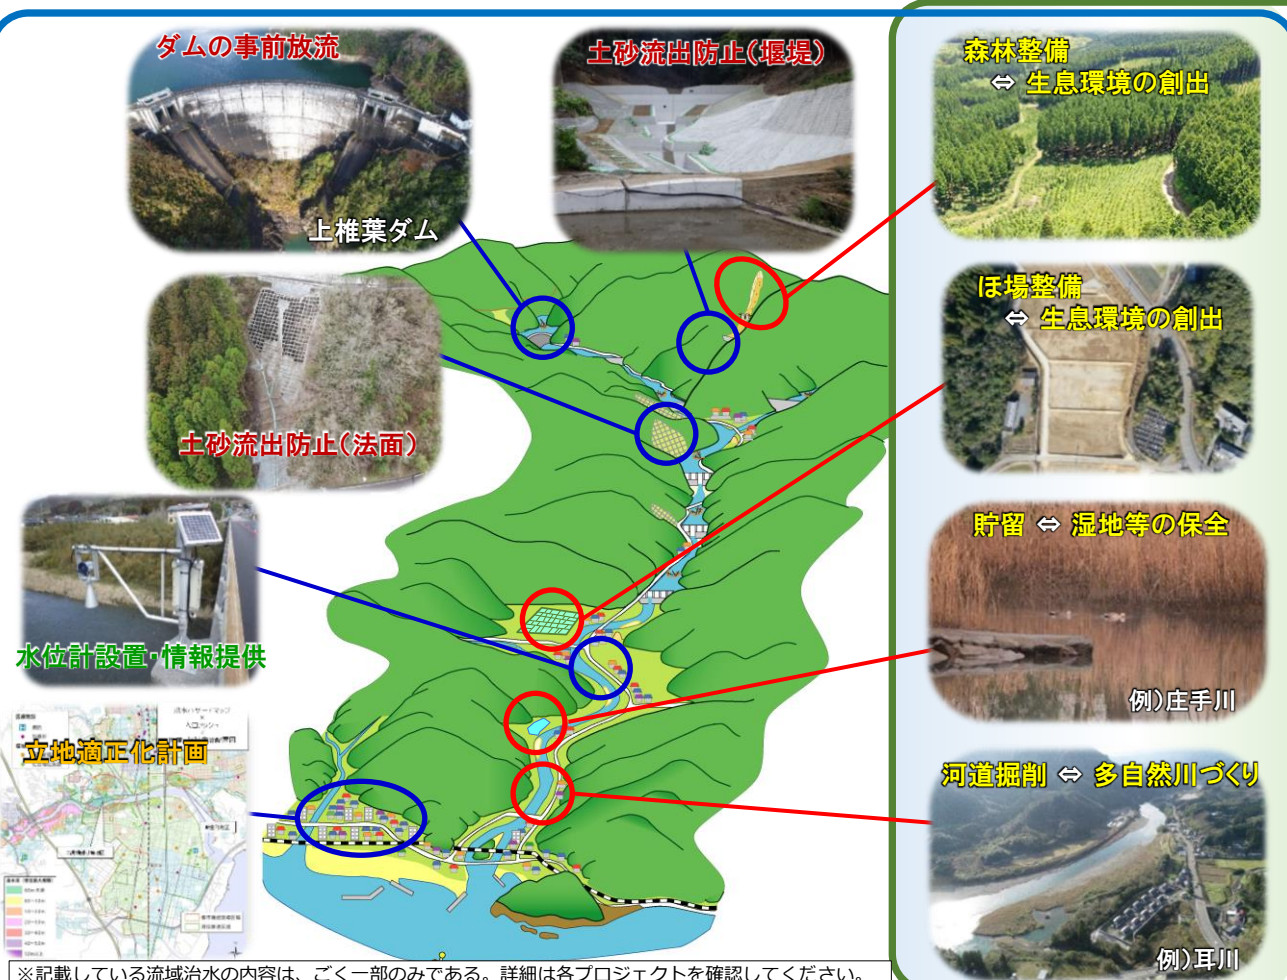 ダムの事前放流
上椎葉ダム
土砂流出防止(堰堤)
土砂流出防止(法面)
水位計設置・情報提供
立地適正化計画
森林整備
⇔ 生息環境の創出
ほ場整備
⇔ 生息環境の創出
貯留 ⇔ 湿地等の保全
例)庄手川
河道掘削 ⇔ 多自然川づくり
例)耳川
※記載している流域治水の内容は、ごく一部のみである。詳細は各プロジェクトを確認してください。